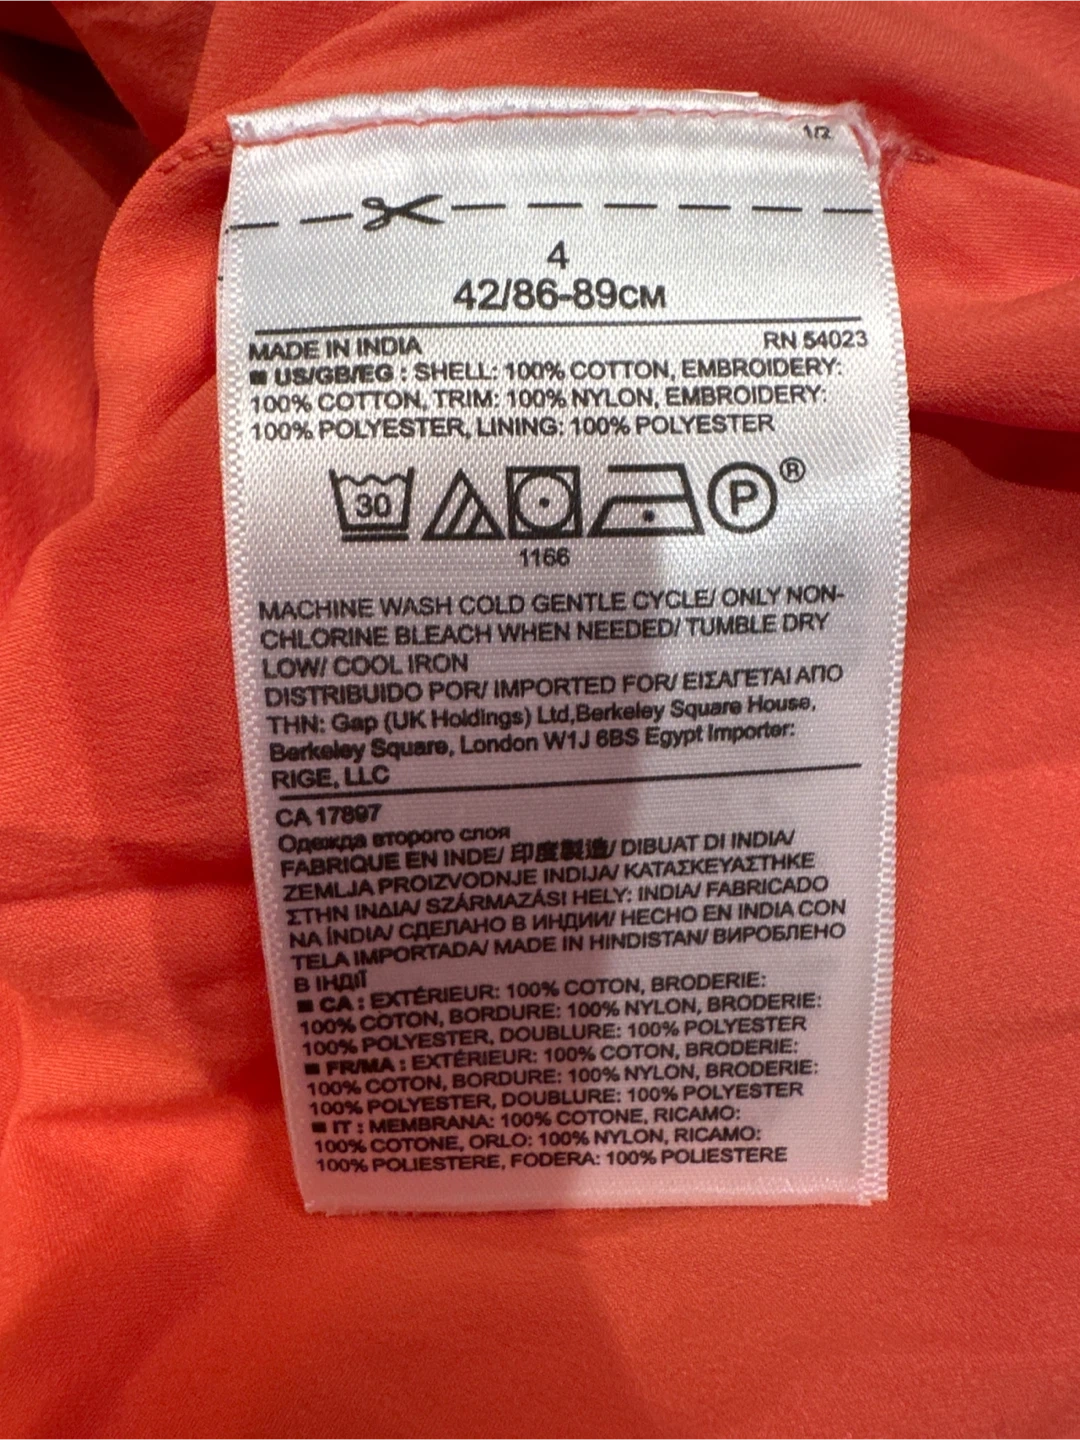 1/2
4
42/86-89CM
MADE IN INDIA RN 54023
■ US/GB/EG : SHELL: 100% COTTON, EMBROIDERY:
100% COTTON, TRIM: 100% NYLON, EMBROIDERY:
100% POLYESTER, LINING: 100% POLYESTER
30 P ®
1166
MACHINE WASH COLD GENTLE CYCLE/ ONLY NON-
CHLORINE BLEACH WHEN NEEDED/ TUMBLE DRY
LOW/ COOL IRON
DISTRIBUIDO POR/ IMPORTED FOR/ ΕΙΣΑΓΕΤΑΙ ΑΠΟ
ΤΗΝ: Gap (UK Holdings) Ltd,Berkeley Square House,
Berkeley Square, London W1J 6BS Egypt Importer:
RIGE, LLC
CA 17897
Одежда второго слоя
FABRIQUE EN INDE/ 印度製造/ DIBUAT DI INDIA/
ZEMLJA PROIZVODNJE INDIJA/ ΚΑΤΑΣΚΕΥΑΣΤΗΚΕ
ΣΤΗΝ ΙΝΔΙΑ/ SZÁRMAZÁSI HELY: INDIA/ FABRICADO
NA ÍNDIA/ СДЕЛАНО В ИНДИИ/ HECHO EN INDIA CON
TELA IMPORTADA/ MADE IN HINDISTAN/ ВИРОБЛЕНО
В ІНДІЇ
■ CA : EXTÉRIEUR: 100% COTON, BRODERIE:
100% COTON, BORDURE: 100% NYLON, BRODERIE:
100% POLYESTER, DOUBLURE: 100% POLYESTER
■ FR/MA : EXTÉRIEUR: 100% COTON, BRODERIE:
100% COTON, BORDURE: 100% NYLON, BRODERIE:
100% POLYESTER, DOUBLURE: 100% POLYESTER
■ IT : MEMBRANA: 100% COTONE, RICAMO:
100% COTONE, ORLO: 100% NYLON, RICAMO:
100% POLIESTERE, FODERA: 100% POLIESTERE